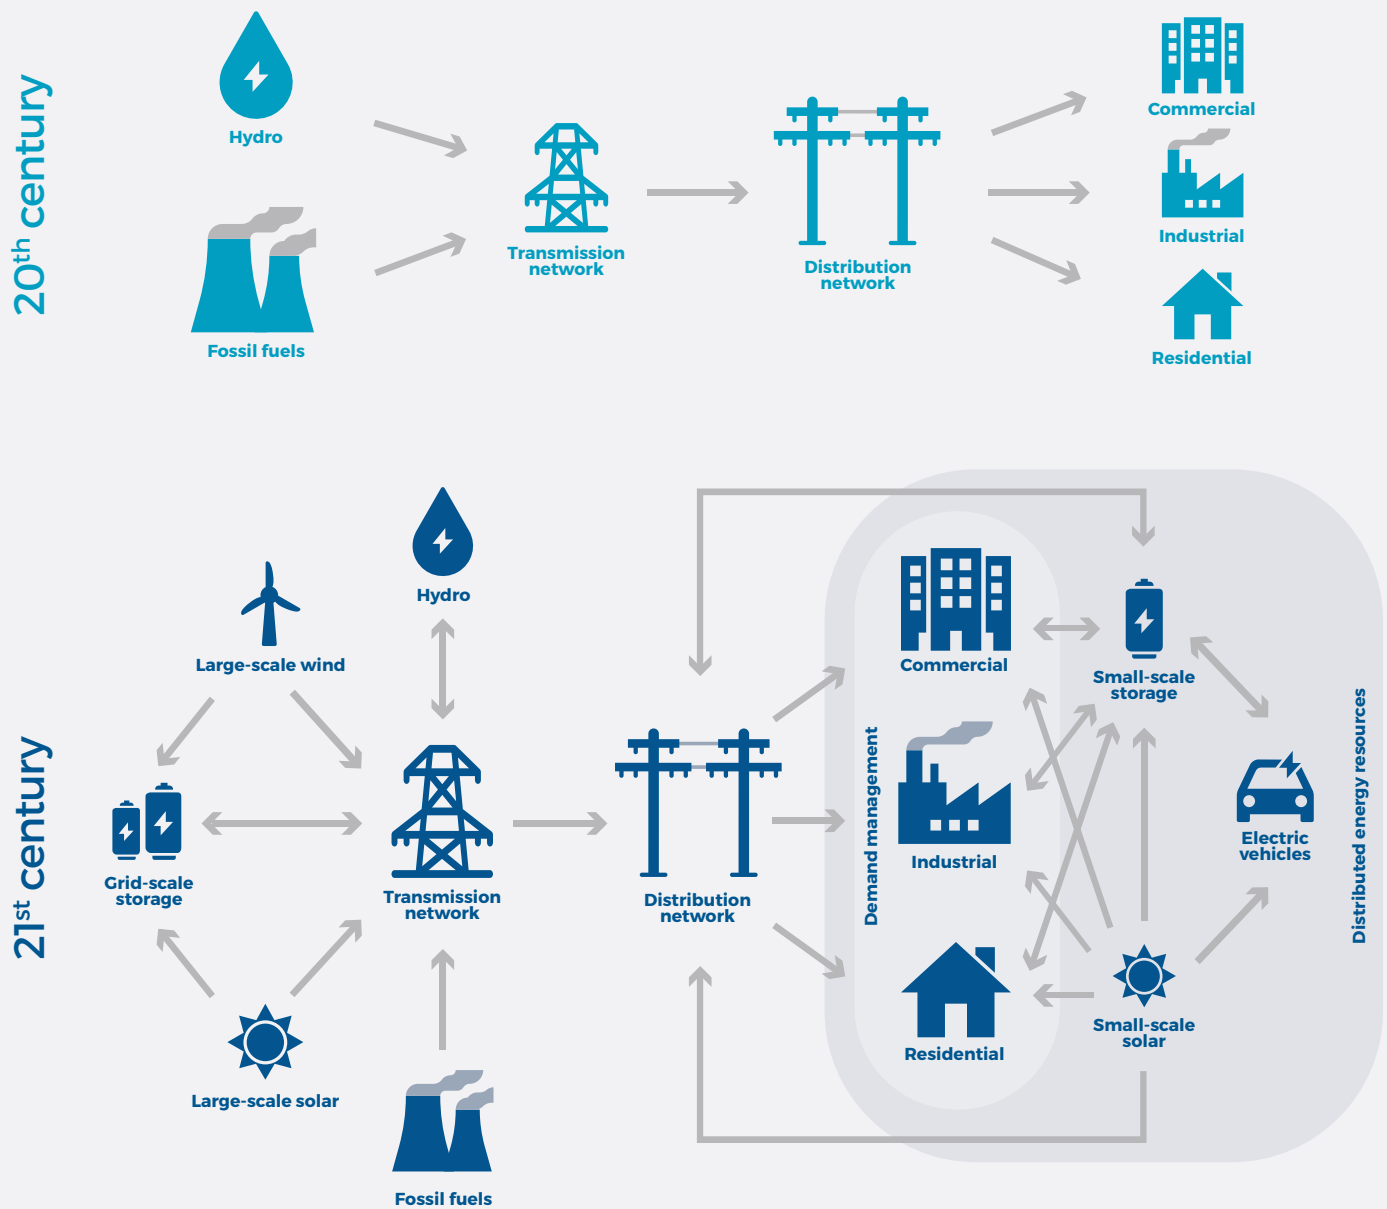 20th century
Hydro
Fossil fuels
Transmission
network
Distribution
network
Commercial
Industrial
Residential
21st century
Large-scale wind
Hydro
Grid-scale
storage
Transmission
network
Large-scale solar
Fossil fuels
Distribution
network
Demand management
Commercial
Industrial
Residential
Small-scale
storage
Electric
vehicles
Small-scale
solar
Distributed energy resources